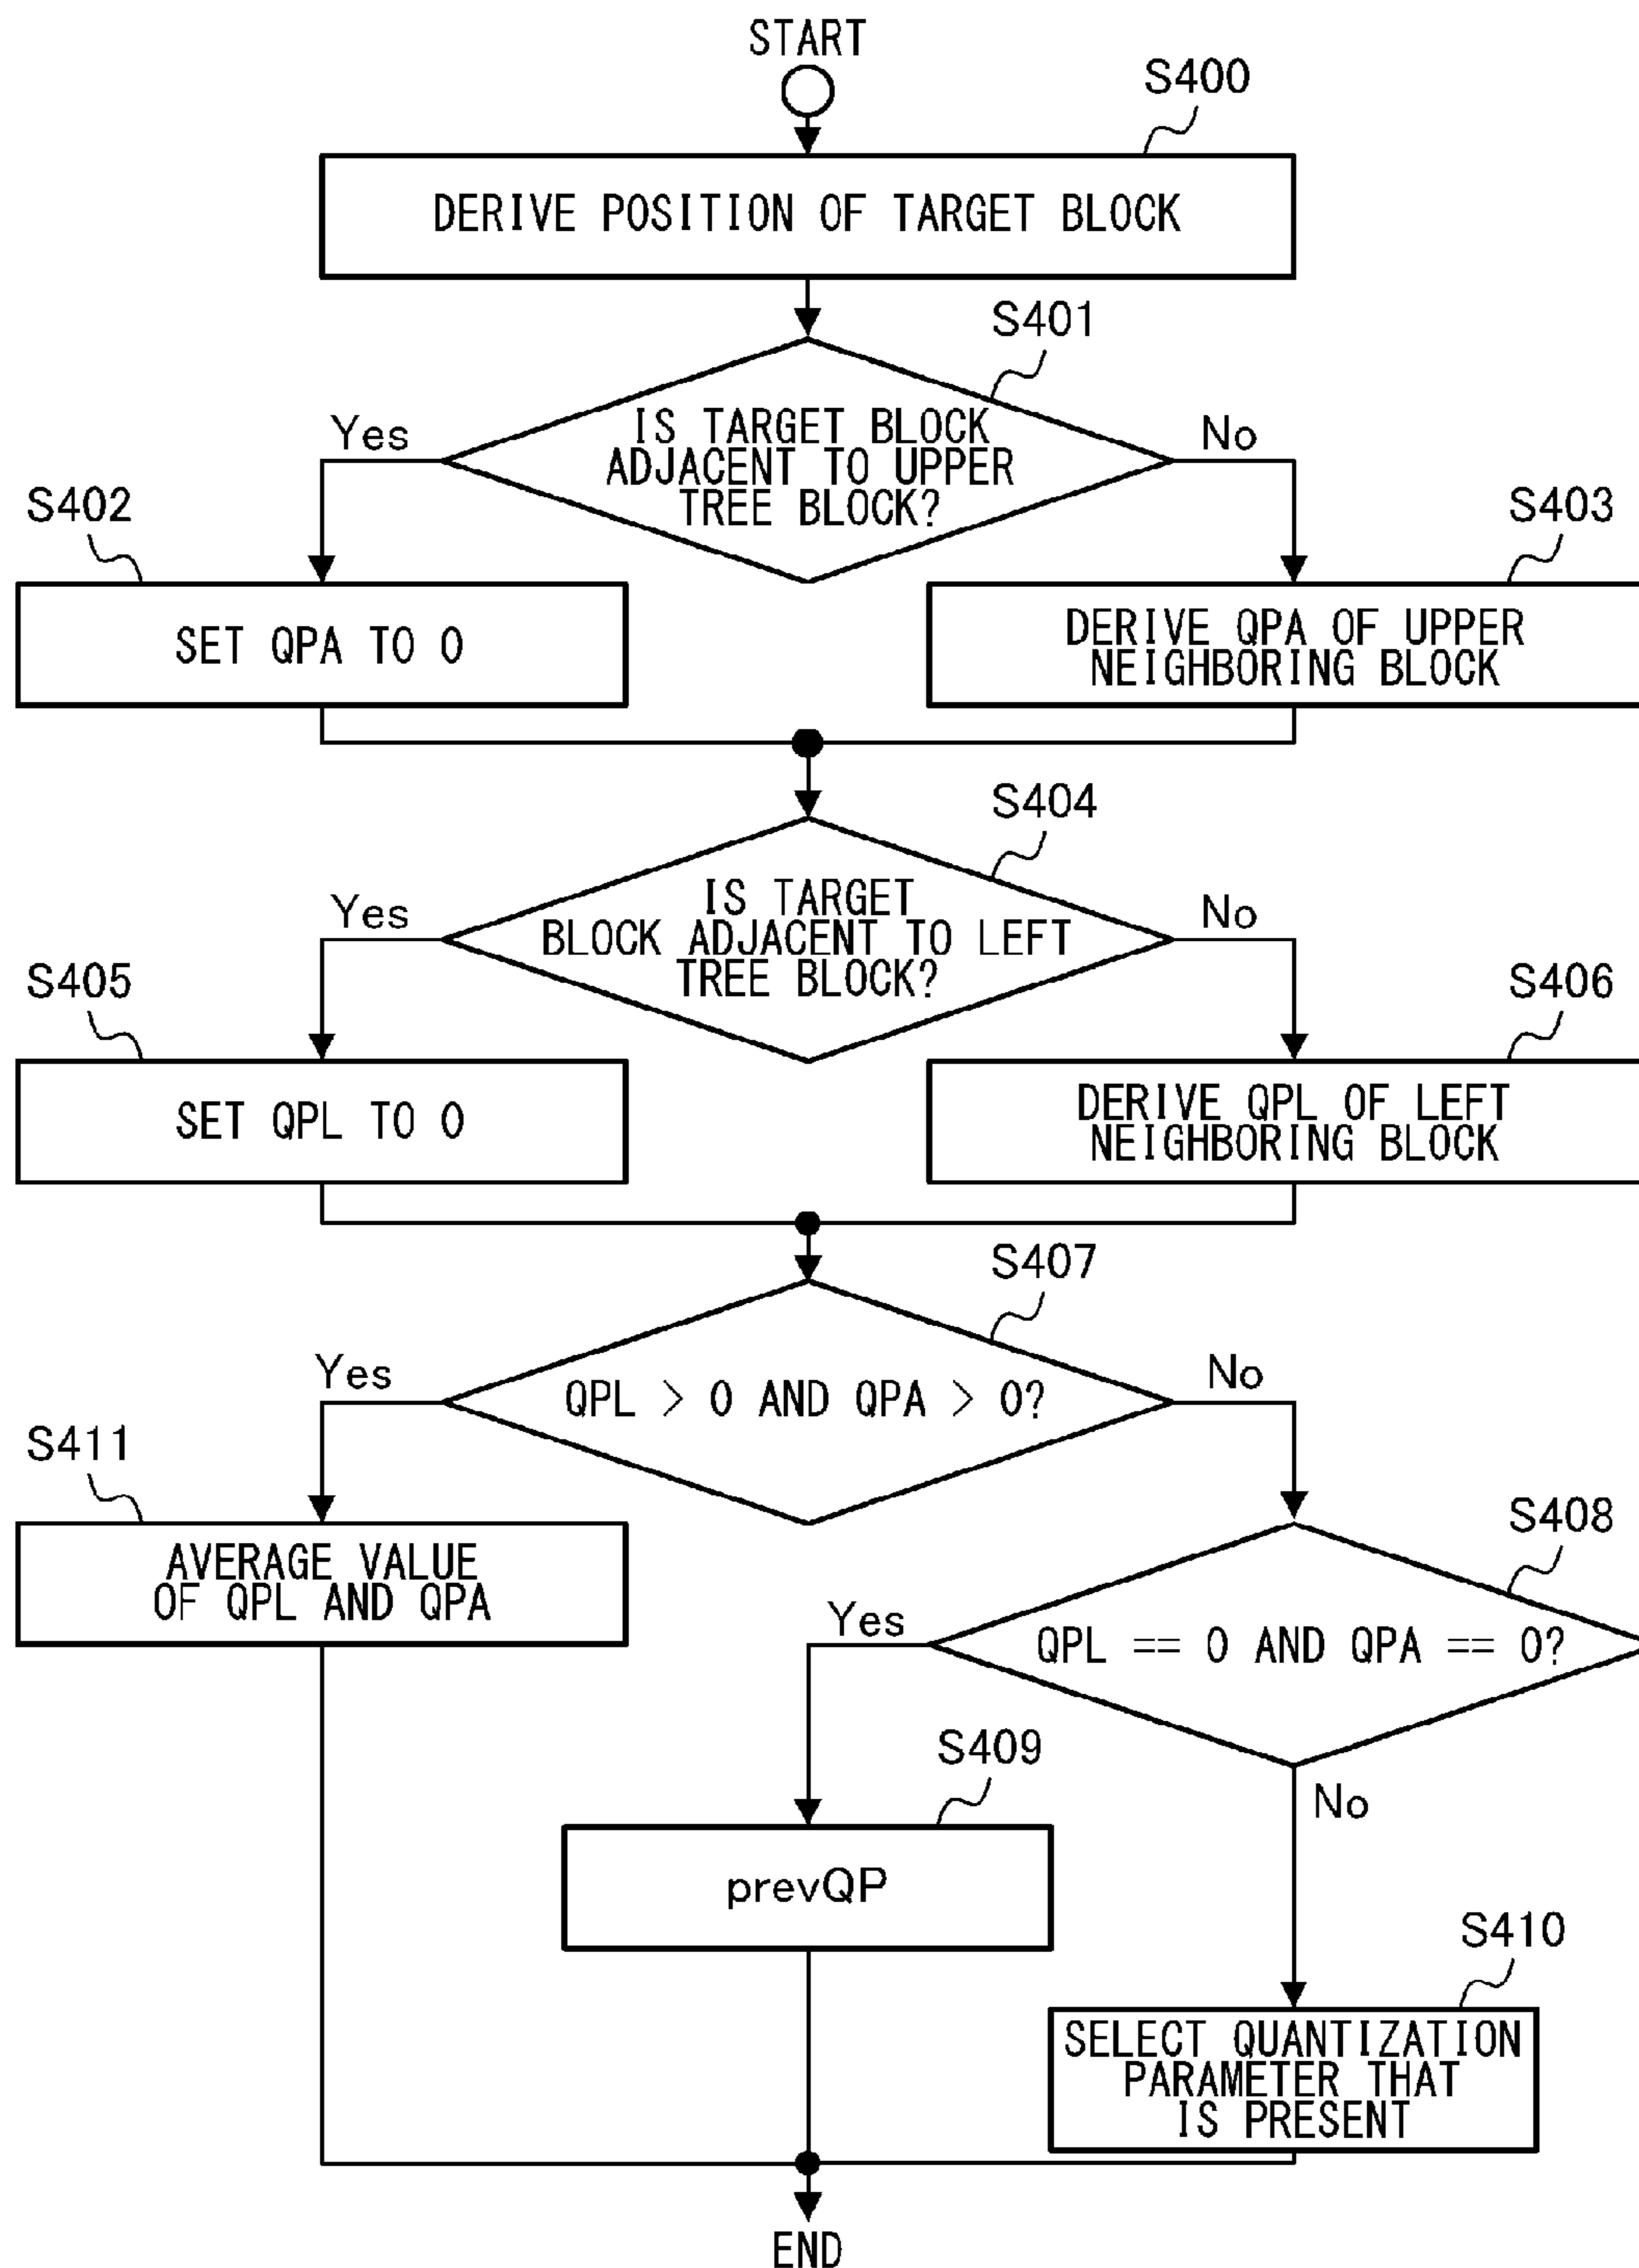 START
S400
DERIVE POSITION OF TARGET BLOCK
S401
IS TARGET BLOCK
ADJACENT TO UPPER
TREE BLOCK?
Yes
No
S402
S403
SET QPA TO 0
DERIVE QPA OF UPPER
NEIGHBORING BLOCK
S404
IS TARGET
BLOCK ADJACENT TO LEFT
TREE BLOCK?
Yes
No
S405
S406
SET QPL TO 0
DERIVE QPL OF LEFT
NEIGHBORING BLOCK
S407
QPL > 0 AND QPA > 0?
Yes
No
S411
AVERAGE VALUE
OF QPL AND QPA
S408
QPL == 0 AND QPA == 0?
Yes
No
S409
prevQP
S410
SELECT QUANTIZATION
PARAMETER THAT
IS PRESENT
END